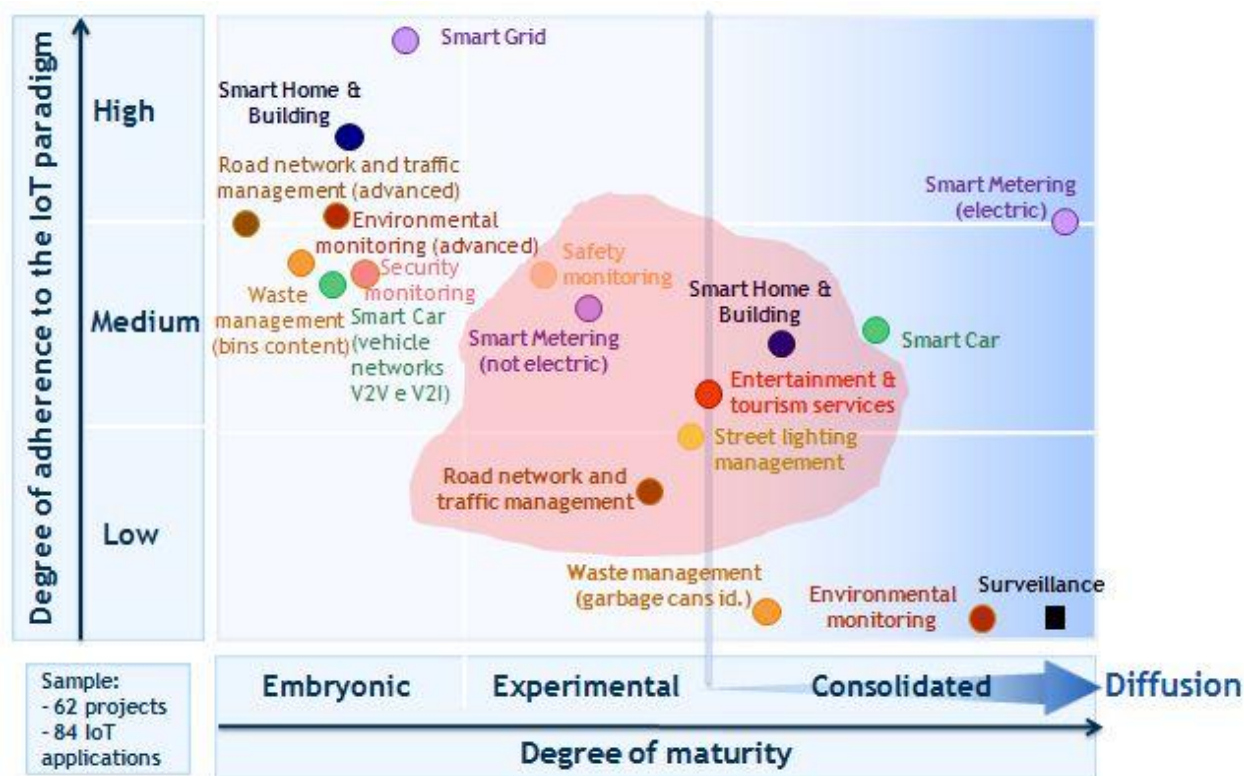 Degree of adherence to the IoT paradigm
High
Medium
Low
Smart Grid
Smart Home &
Building
Road network and traffic
management (advanced)
Environmental
monitoring (advanced)
Security
monitoring
Waste
management
(bins content)
Smart Car
(vehicle
networks
V2V e V2I)
Safety
monitoring
Smart Metering
(not electric)
Smart Metering
(electric)
Smart Home &
Building
Smart Car
Entertainment &
tourism services
Street lighting
management
Road network and
traffic management
Waste management
(garbage cans id.)
Environmental
monitoring
Surveillance
Sample:
- 62 projects
- 84 IoT
applications
Embryonic
Experimental
Consolidated
Diffusion
Degree of maturity